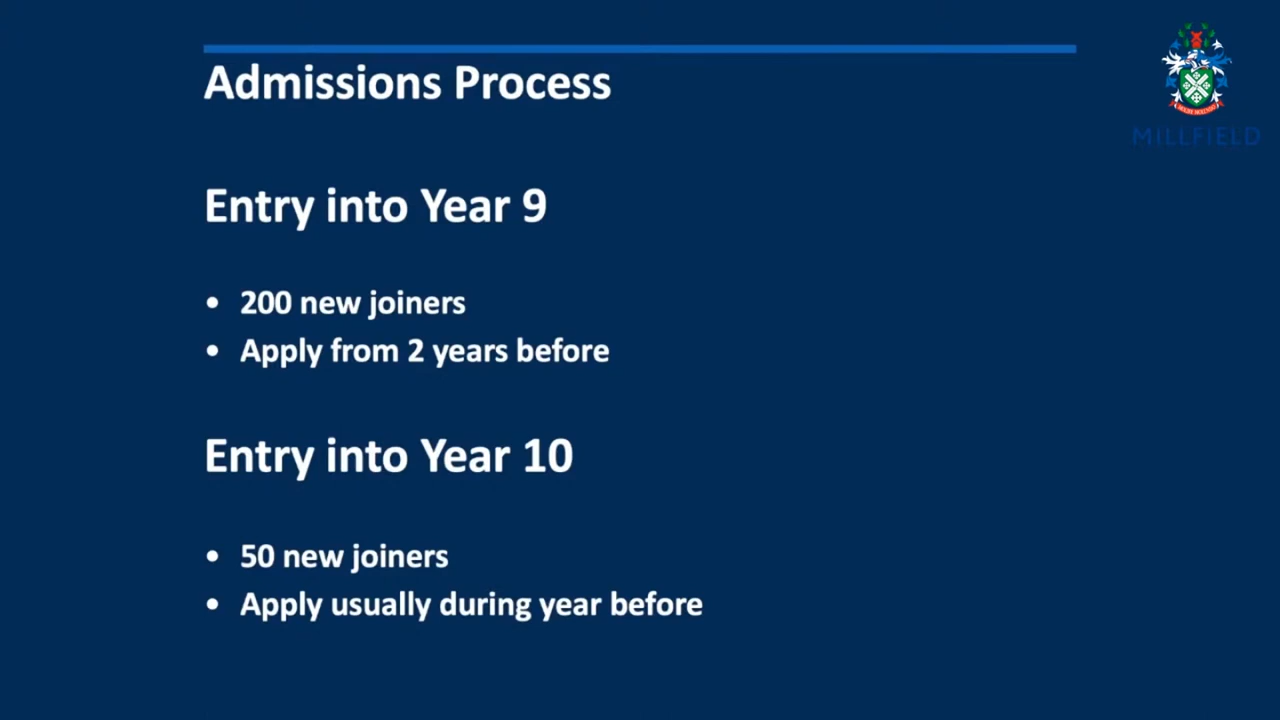 Admissions Process
MILLFIELD
Entry into Year 9
• 200 new joiners
• Apply from 2 years before
Entry into Year 10
• 50 new joiners
• Apply usually during year before